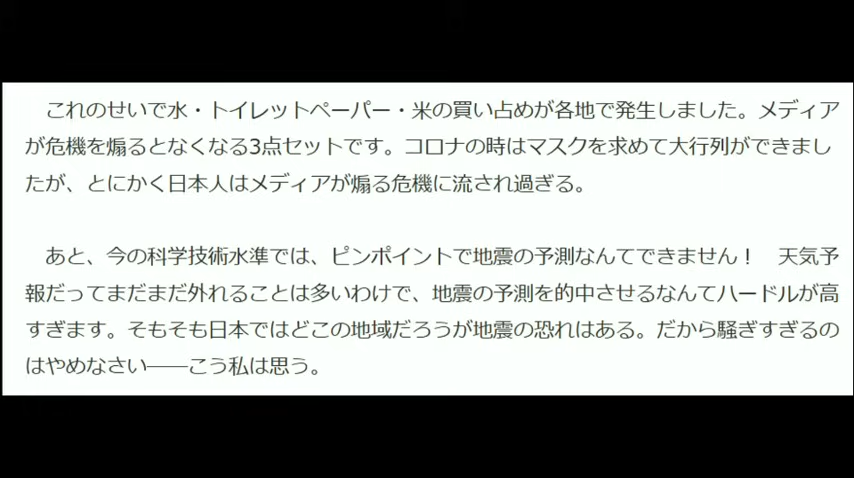 これのせいで水・トイレットペーパー・米の買い占めが各地で発生しました。メディア
が危機を煽るとなくなる3点セットです。コロナの時はマスクを求めて大行列ができまし
たが、とにかく日本人はメディアが煽る危機に流され過ぎる。
あと、今の科学技術水準では、ピンポイントで地震の予測なんてできません！　天気予
報だってまだまだ外れることは多いわけで、地震の予測を的中させるなんてハードルが高
すぎます。そもそも日本ではどこの地域だろうが地震の恐れはある。だから騒ぎすぎるの
はやめなさい――こう私は思う。